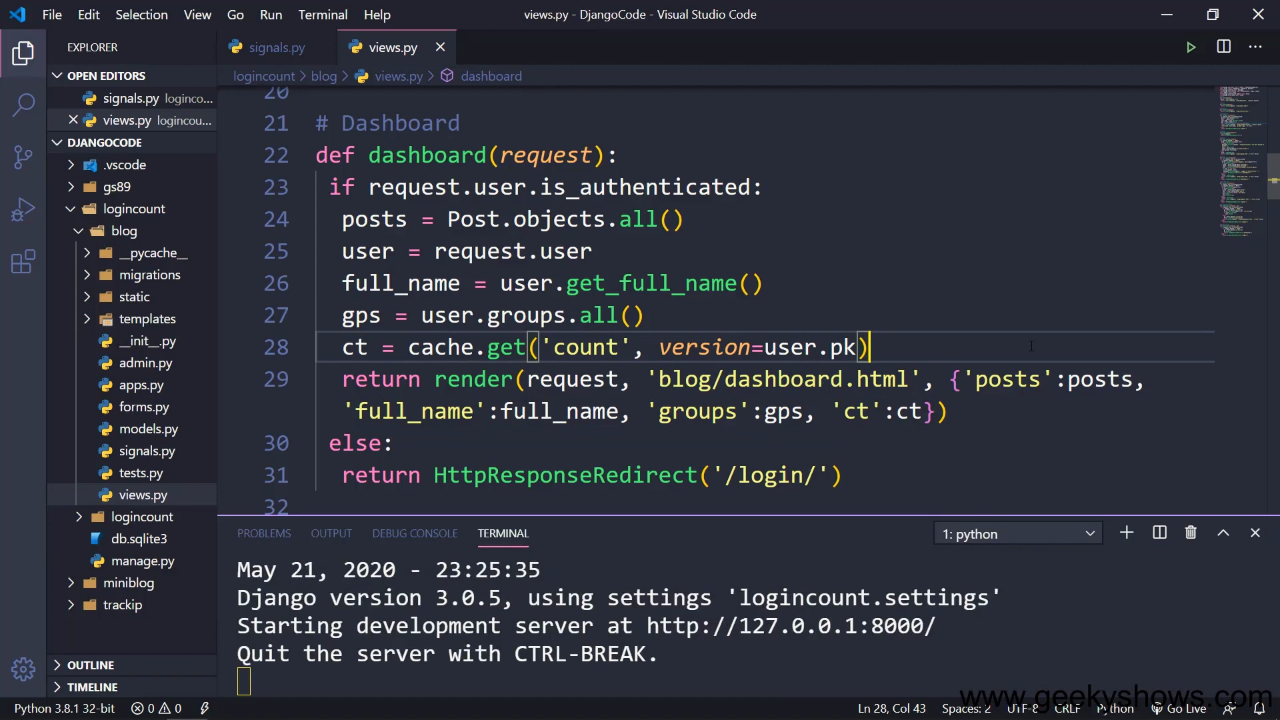 File Edit Selection View Go Run Terminal Help views.py - DjangoCode - Visual Studio Code
EXPLORER
OPEN EDITORS
signals.py loginco...
views.py logincou...
DJANGOCODE
.vscode
gs89
logincount
blog
__pycache__
migrations
static
templates
__init__.py
admin.py
apps.py
forms.py
models.py
signals.py
tests.py
views.py
logincount
db.sqlite3
manage.py
miniblog
trackip
OUTLINE
TIMELINE
signals.py views.py
logincount > blog > views.py > dashboard
20
21 # Dashboard
22 def dashboard(request):
23 if request.user.is_authenticated:
24 posts = Post.objects.all()
25 user = request.user
26 full_name = user.get_full_name()
27 gps = user.groups.all()
28 ct = cache.get('count', version=user.pk)
29 return render(request, 'blog/dashboard.html', {'posts':posts,
'full_name':full_name, 'groups':gps, 'ct':ct})
30 else:
31 return HttpResponseRedirect('/login/')
32
PROBLEMS OUTPUT DEBUG CONSOLE TERMINAL 1: python
May 21, 2020 - 23:25:35
Django version 3.0.5, using settings 'logincount.settings'
Starting development server at http://127.0.0.1:8000/
Quit the server with CTRL-BREAK.
www.geekyshows.com
Python 3.8.1 32-bit 0 0 Ln 28, Col 43 Spaces: 2 UTF-8 CRLF Python Go Live